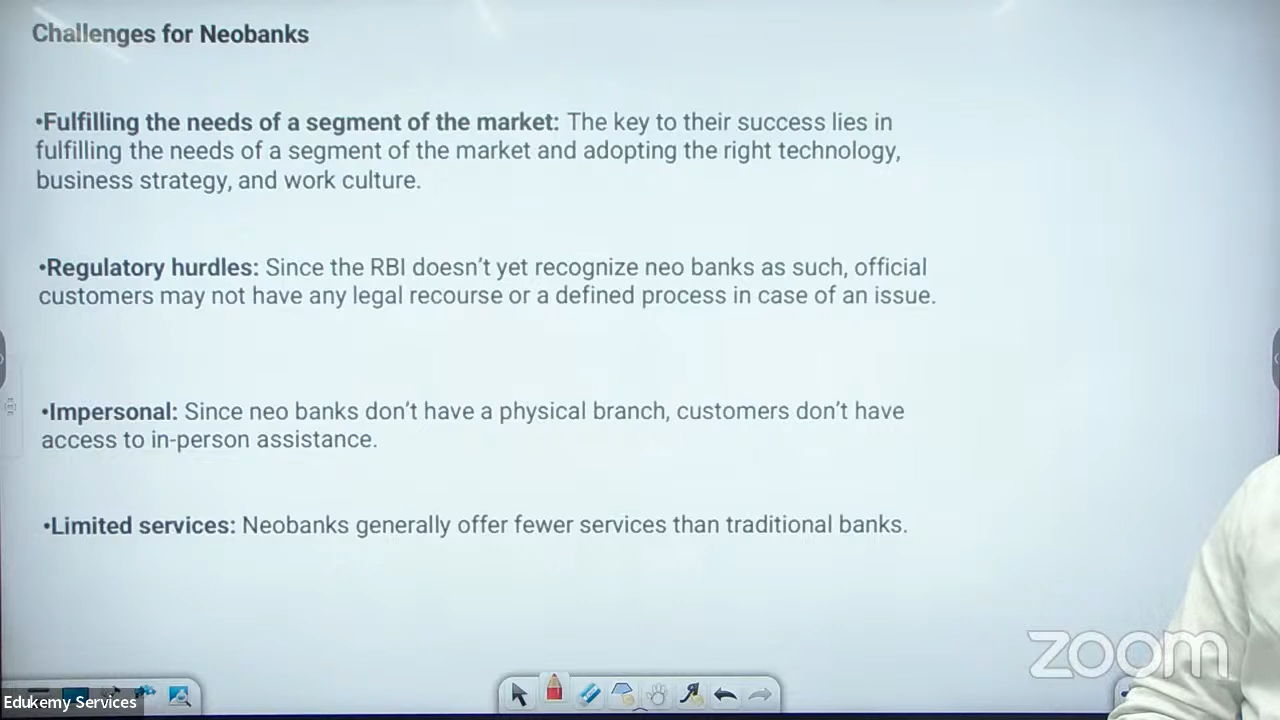 Challenges for Neobanks
•Fulfilling the needs of a segment of the market: The key to their success lies in
fulfilling the needs of a segment of the market and adopting the right technology,
business strategy, and work culture.
•Regulatory hurdles: Since the RBI doesn't yet recognize neo banks as such, official
customers may not have any legal recourse or a defined process in case of an issue.
•Impersonal: Since neo banks don't have a physical branch, customers don't have
access to in-person assistance.
•Limited services: Neobanks generally offer fewer services than traditional banks.
zoom
Edukemy Services